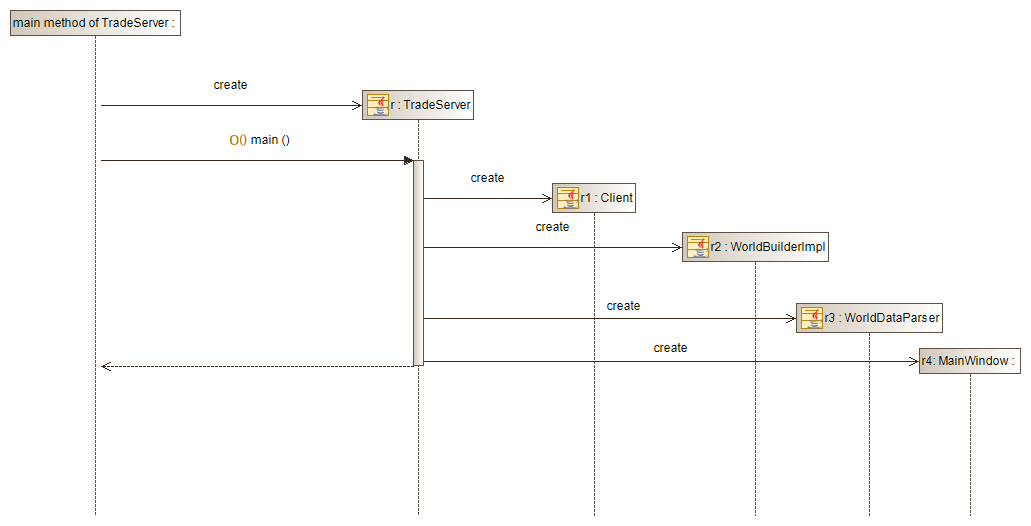 main method of TradeServer :
create
r : TradeServer
O() main ()
create
r1 : Client
create
r2 : WorldBuilderImpl
create
r3 : WorldDataParser
create
r4: MainWindow :